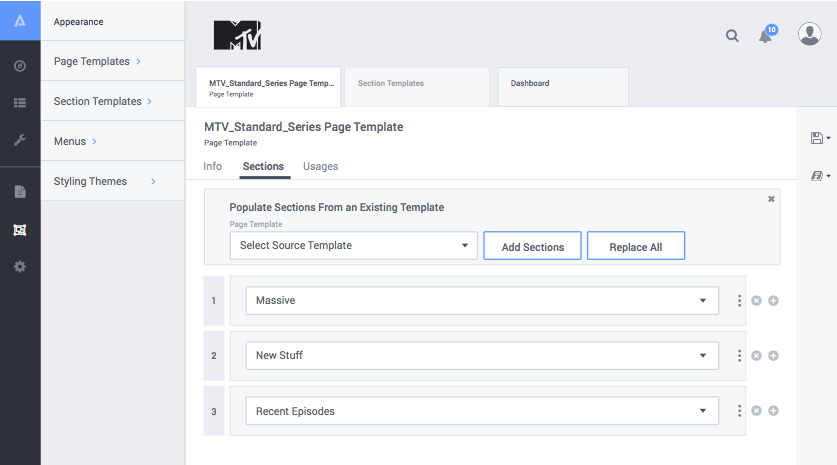 Appearance
Page Templates
Section Templates
Menus
Styling Themes
MTV
10
MTV_Standard_Series Page Temp...
Page Template
Section Templates
Dashboard
MTV_Standard_Series Page Template
Page Template
Info Sections Usages
Populate Sections From an Existing Template
Page Template
Select Source Template Add Sections Replace All
1 Massive
2 New Stuff
3 Recent Episodes